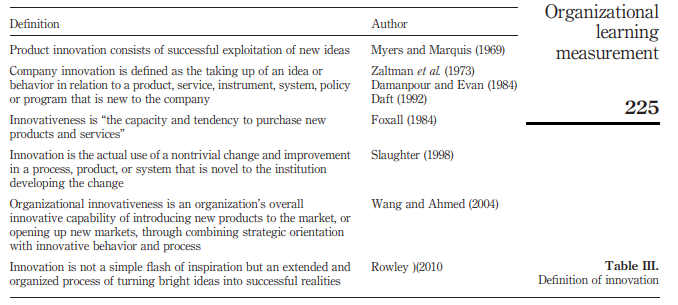 Definition Author
Product innovation consists of successful exploitation of new ideas Myers and Marquis (1969)
Company innovation is defined as the taking up of an idea or Zaltman et al. (1973)
behavior in relation to a product, service, instrument, system, policy Damanpour and Evan (1984)
or program that is new to the company Daft (1992)
Innovativeness is “the capacity and tendency to purchase new Foxall (1984)
products and services”
Innovation is the actual use of a nontrivial change and improvement Slaughter (1998)
in a process, product, or system that is novel to the institution
developing the change
Organizational innovativeness is an organization’s overall Wang and Ahmed (2004)
innovative capability of introducing new products to the market, or
opening up new markets, through combining strategic orientation
with innovative behavior and process
Innovation is not a simple flash of inspiration but an extended and Rowley )(2010
organized process of turning bright ideas into successful realities
Organizational
learning
measurement
225
Table III.
Definition of innovation